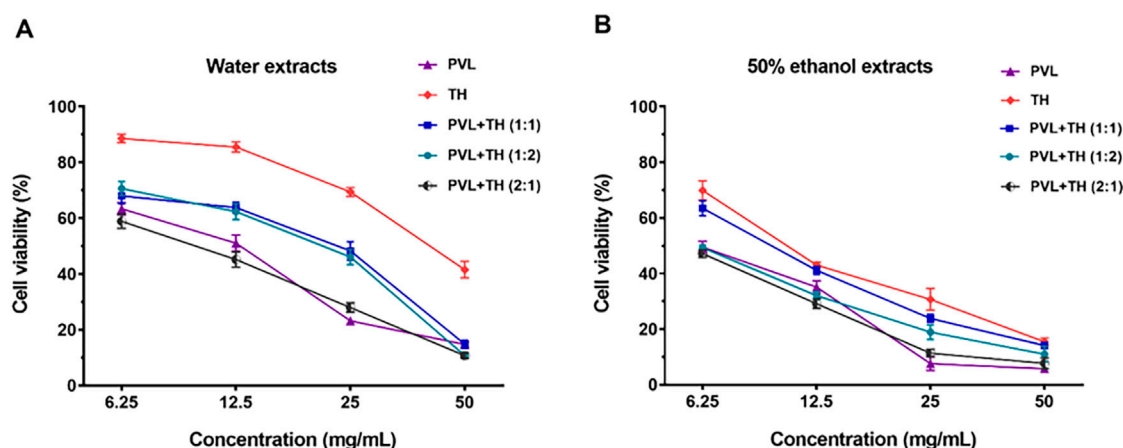 A
Water extracts
PVL
TH
PVL+TH (1:1)
PVL+TH (1:2)
PVL+TH (2:1)
Cell viability (%)
100
80
60
40
20
0
6.25
12.5
25
50
Concentration (mg/mL)
B
50% ethanol extracts
PVL
TH
PVL+TH (1:1)
PVL+TH (1:2)
PVL+TH (2:1)
Cell viability (%)
100
80
60
40
20
0
6.25
12.5
25
50
Concentration (mg/mL)